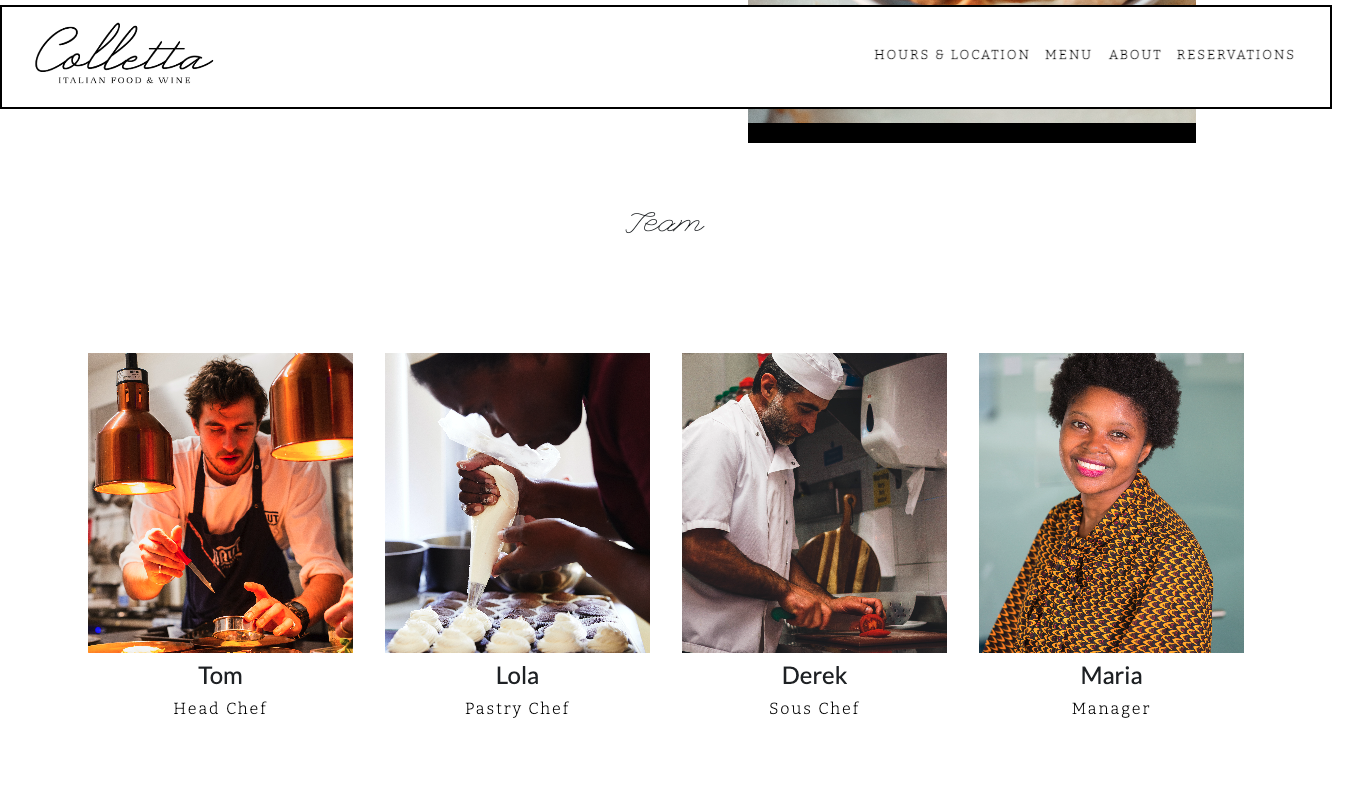 Colletta
ITALIAN FOOD & WINE
HOURS & LOCATION MENU ABOUT RESERVATIONS
Team
Tom
Head Chef
Lola
Pastry Chef
Derek
Sous Chef
Maria
Manager